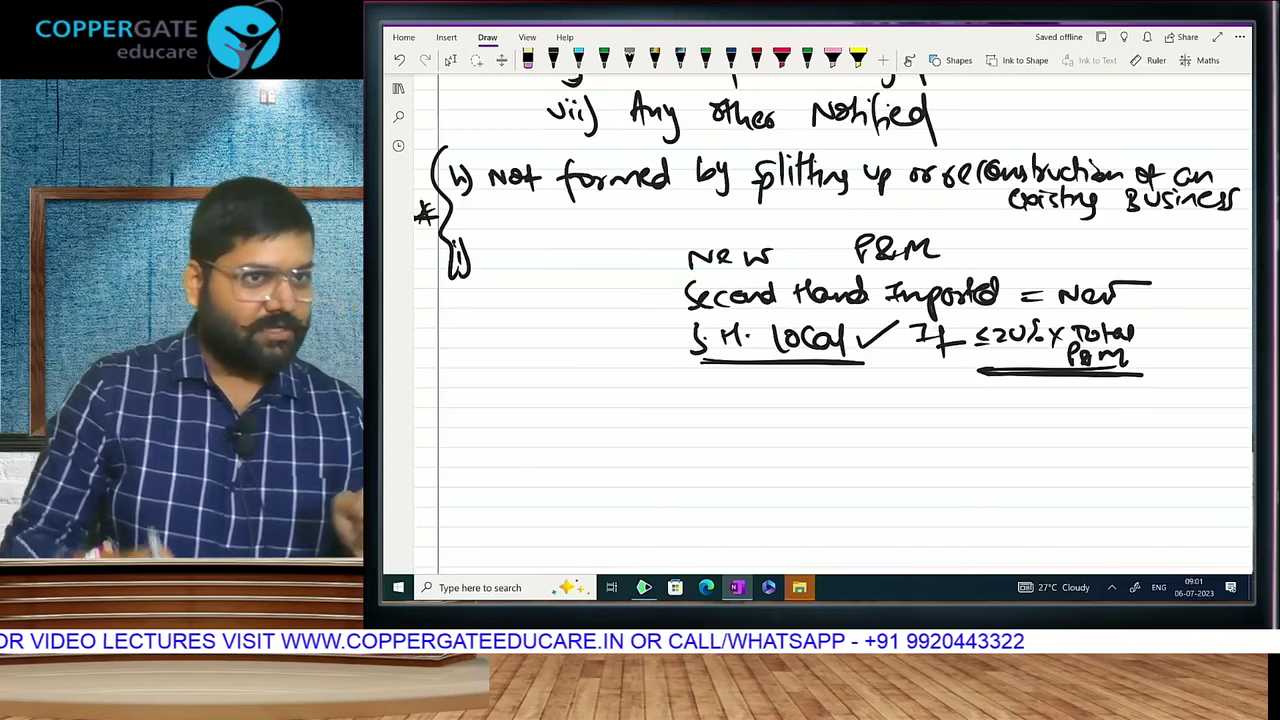 COPPERGATE
educare
Home Insert Draw View Help
Saved offline
Share
Shapes
Ink to Shape
Ink to Text
Ruler
Maths
vii) Any other Notified
h) Not formed by splitting up or reconstruction of an
existing Business
i)
New P&M
Second Hand Imported = New
S.H. Local ✓ If ≤20% x Total
P&M
Type here to search
27°C Cloudy
ENG
09:01
06-07-2023
OR VIDEO LECTURES VISIT WWW.COPPERGATEEDUCARE.IN OR CALL/WHATSAPP - +91 9920443322